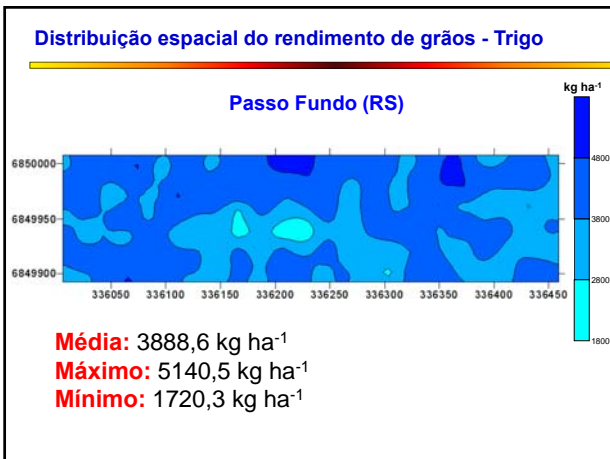 Distribuição espacial do rendimento de grãos - Trigo
Passo Fundo (RS)
kg ha-1
6850000
6849950
6849900
336050 336100 336150 336200 336250 336300 336350 336400 336450
4800
3800
2800
1800
Média: 3888,6 kg ha-1
Máximo: 5140,5 kg ha-1
Mínimo: 1720,3 kg ha-1